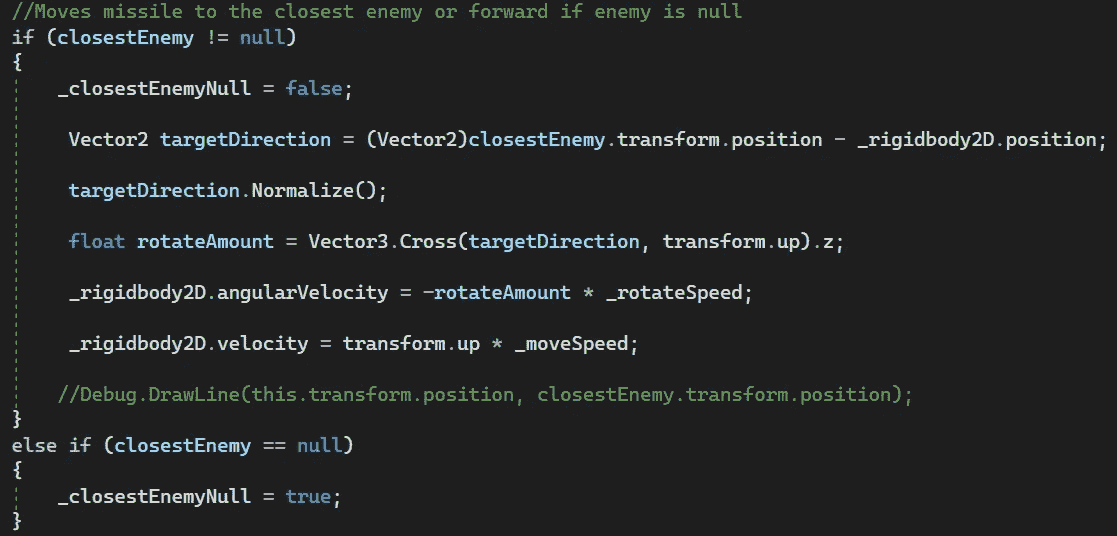 //Moves missile to the closest enemy or forward if enemy is null
if (closestEnemy != null)
{
_closestEnemyNull = false;
Vector2 targetDirection = (Vector2)closestEnemy.transform.position - _rigidbody2D.position;
targetDirection.Normalize();
float rotateAmount = Vector3.Cross(targetDirection, transform.up).z;
_rigidbody2D.angularVelocity = -rotateAmount * _rotateSpeed;
_rigidbody2D.velocity = transform.up * _moveSpeed;
//Debug.DrawLine(this.transform.position, closestEnemy.transform.position);
}
else if (closestEnemy == null)
{
_closestEnemyNull = true;
}